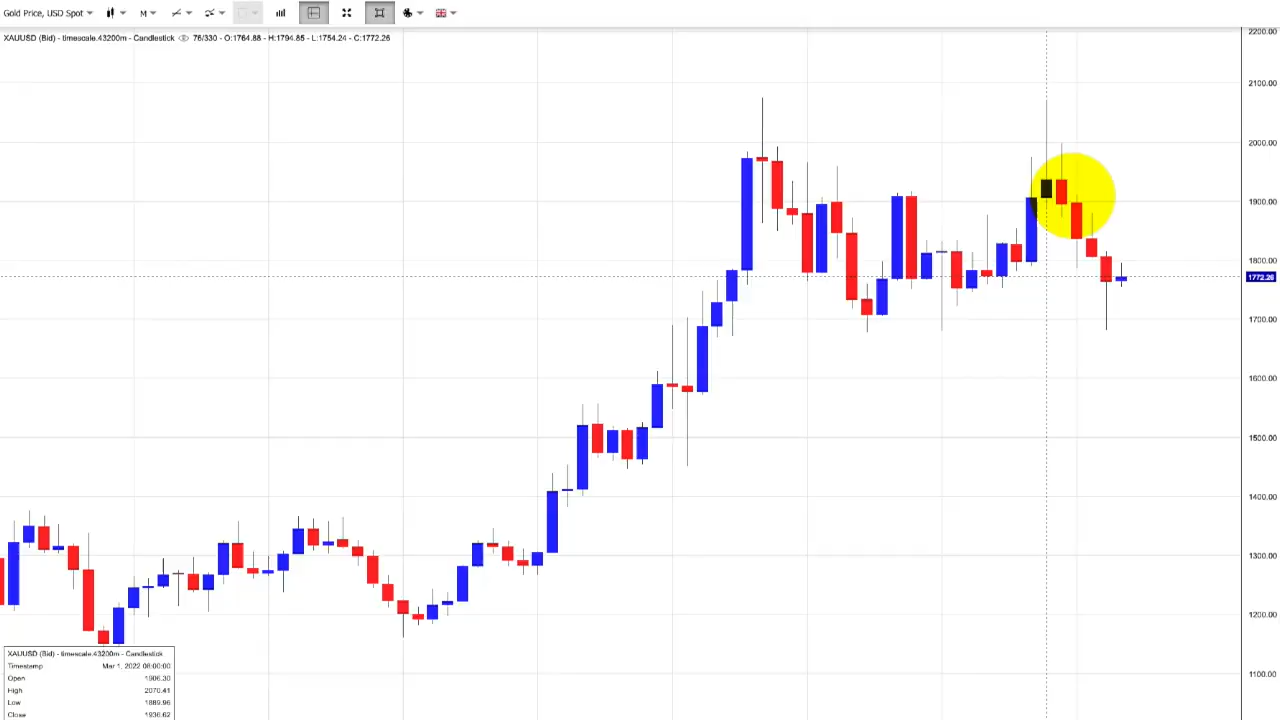 Gold Price, USD Spot M
XAUUSD (Bid) - timescale.43200m - Candlestick 76/330 - O:1764.88 - H:1794.85 - L:1754.24 - C:1772.26
2200.00
2100.00
2000.00
1900.00
1800.00
1772.26
1700.00
1600.00
1500.00
1400.00
1300.00
1200.00
1100.00
XAUUSD (Bid) - timescale.43200m - Candlestick
Timestamp Mar 1, 2022 08:00:00
Open 1906.30
High 2070.41
Low 1889.96
Close 1936.62